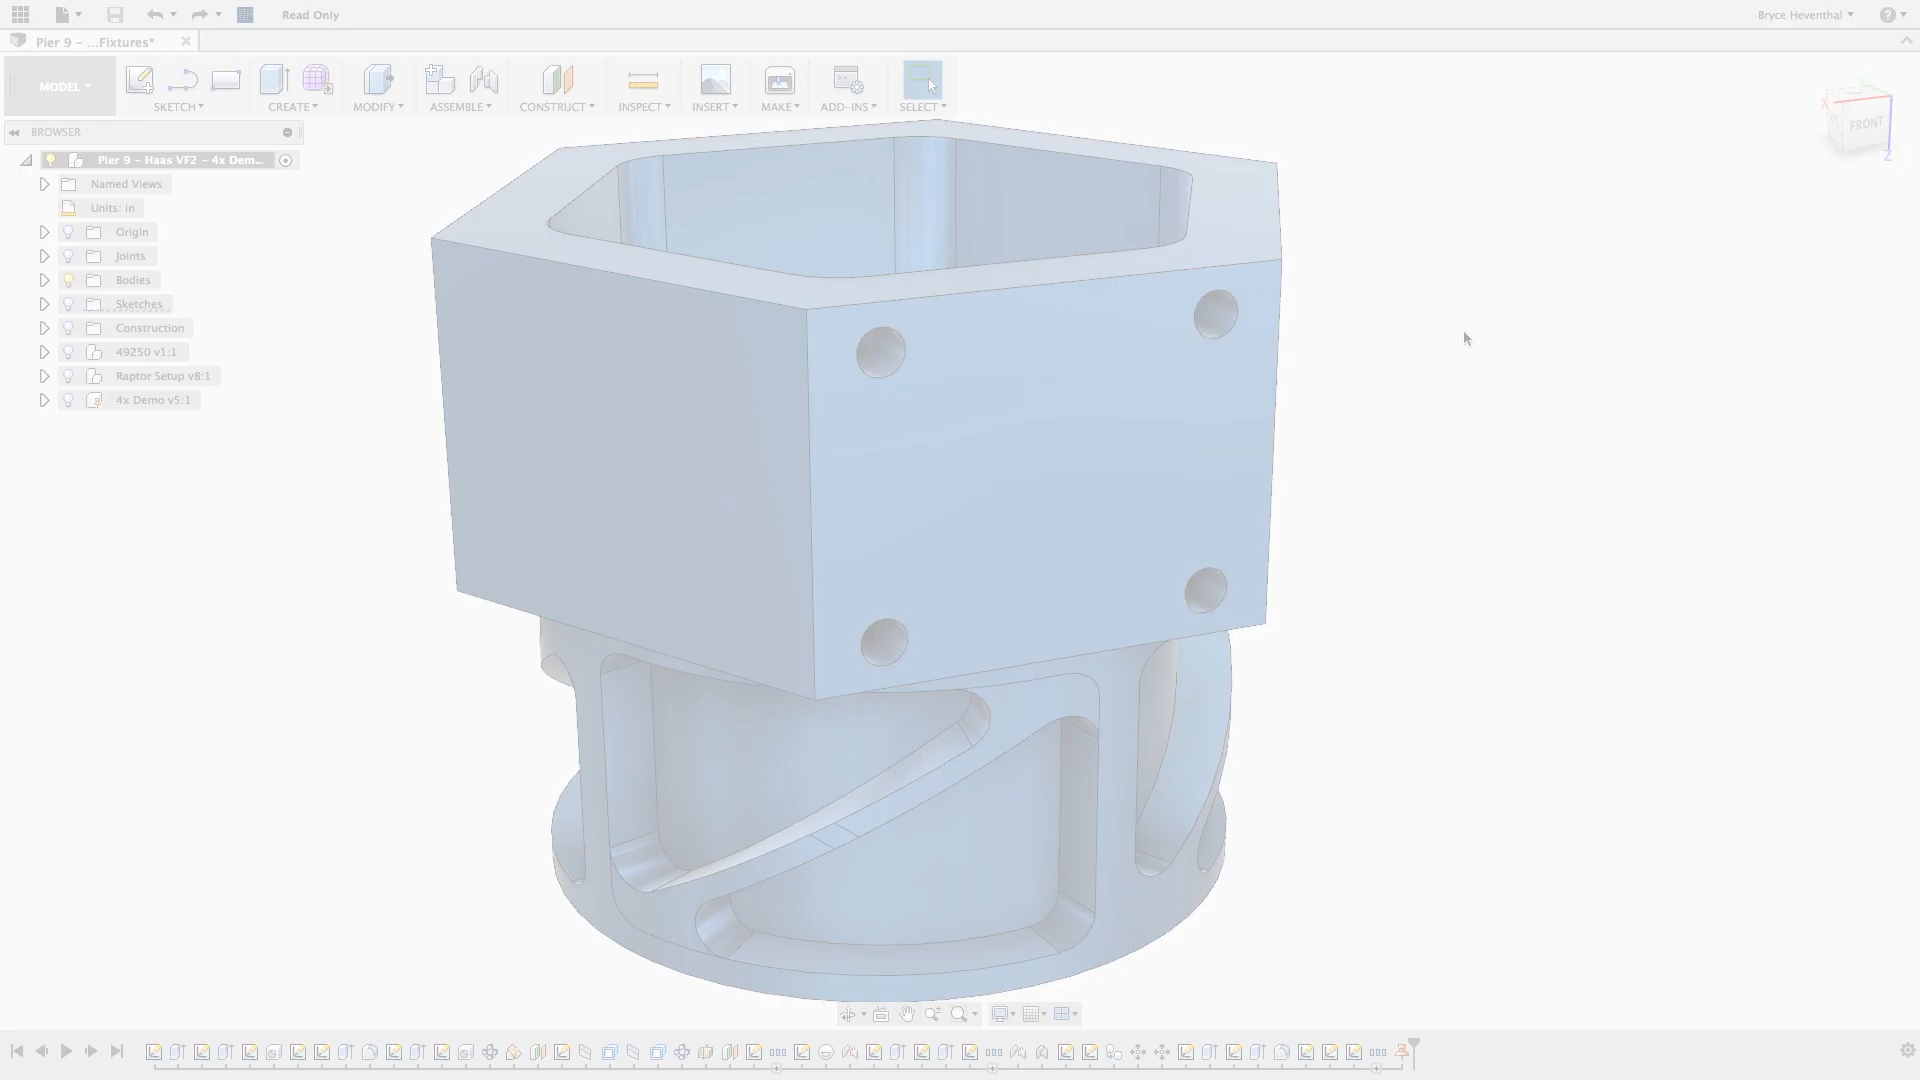 Read Only
Bryce Heventhal
Pier 9 - ...Fixtures*
MODEL
SKETCH
CREATE
MODIFY
ASSEMBLE
CONSTRUCT
INSPECT
INSERT
MAKE
ADD-INS
SELECT
X
FRONT
Z
BROWSER
Pier 9 - Haas VF2 - 4x Dem...
Named Views
Units: in
Origin
Joints
Bodies
Sketches
Construction
49250 v1:1
Raptor Setup v8:1
4x Demo v5:1